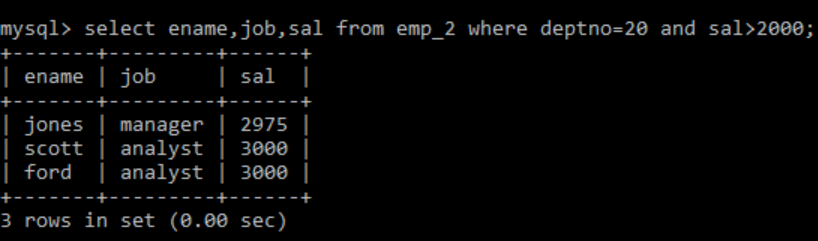 mysql> select ename,job,sal from emp_2 where deptno=20 and sal>2000;
+-------+---------+------+
| ename | job     | sal  |
+-------+---------+------+
| jones | manager | 2975 |
| scott | analyst | 3000 |
| ford  | analyst | 3000 |
+-------+---------+------+
3 rows in set (0.00 sec)